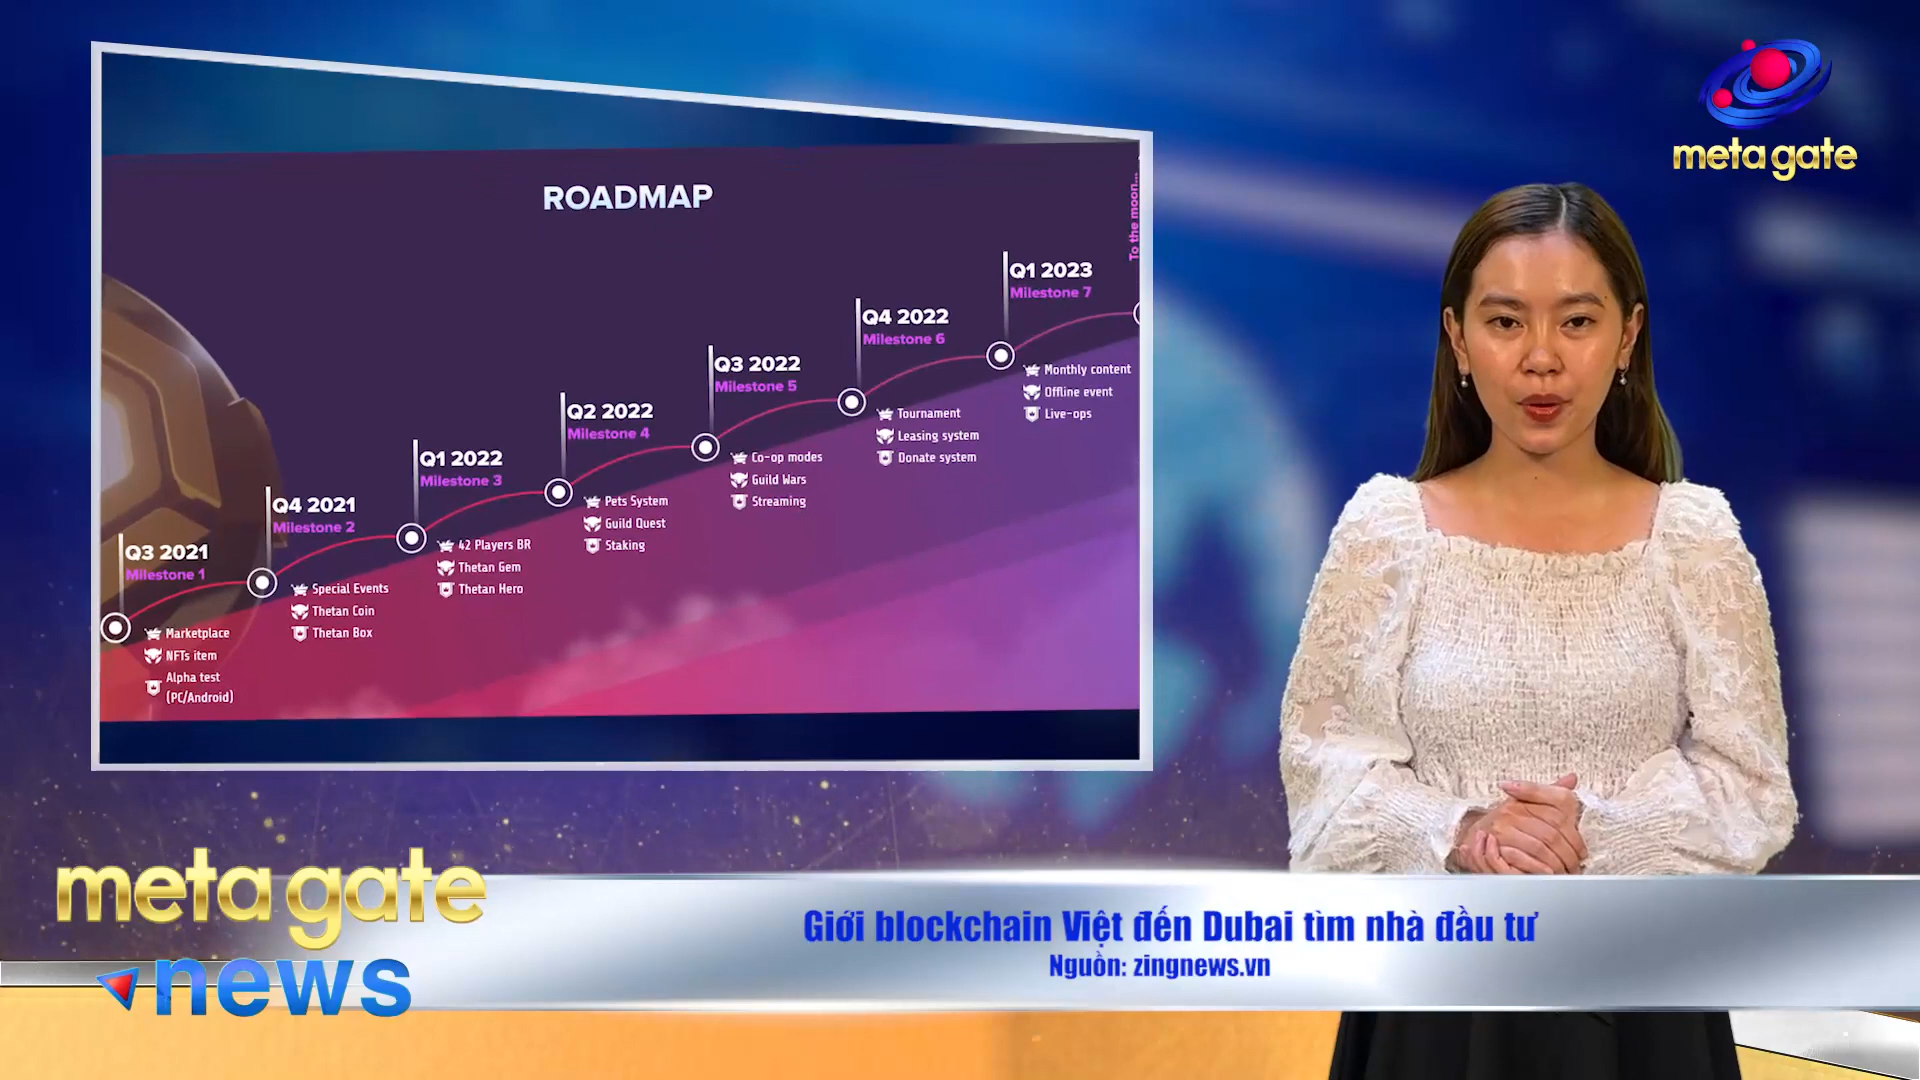 meta gate
ROADMAP
To the moon...
Q3 2021
Milestone 1
Marketplace
NFTs item
Alpha test
(PC/Android)
Q4 2021
Milestone 2
Special Events
Thetan Coin
Thetan Box
Q1 2022
Milestone 3
42 Players BR
Thetan Gem
Thetan Hero
Q2 2022
Milestone 4
Pets System
Guild Quest
Staking
Q3 2022
Milestone 5
Co-op modes
Guild Wars
Streaming
Q4 2022
Milestone 6
Tournament
Leasing system
Donate system
Q1 2023
Milestone 7
Monthly content
Offline event
Live-ops
meta gate
news
Giới blockchain Việt đến Dubai tìm nhà đầu tư
Nguồn: zingnews.vn